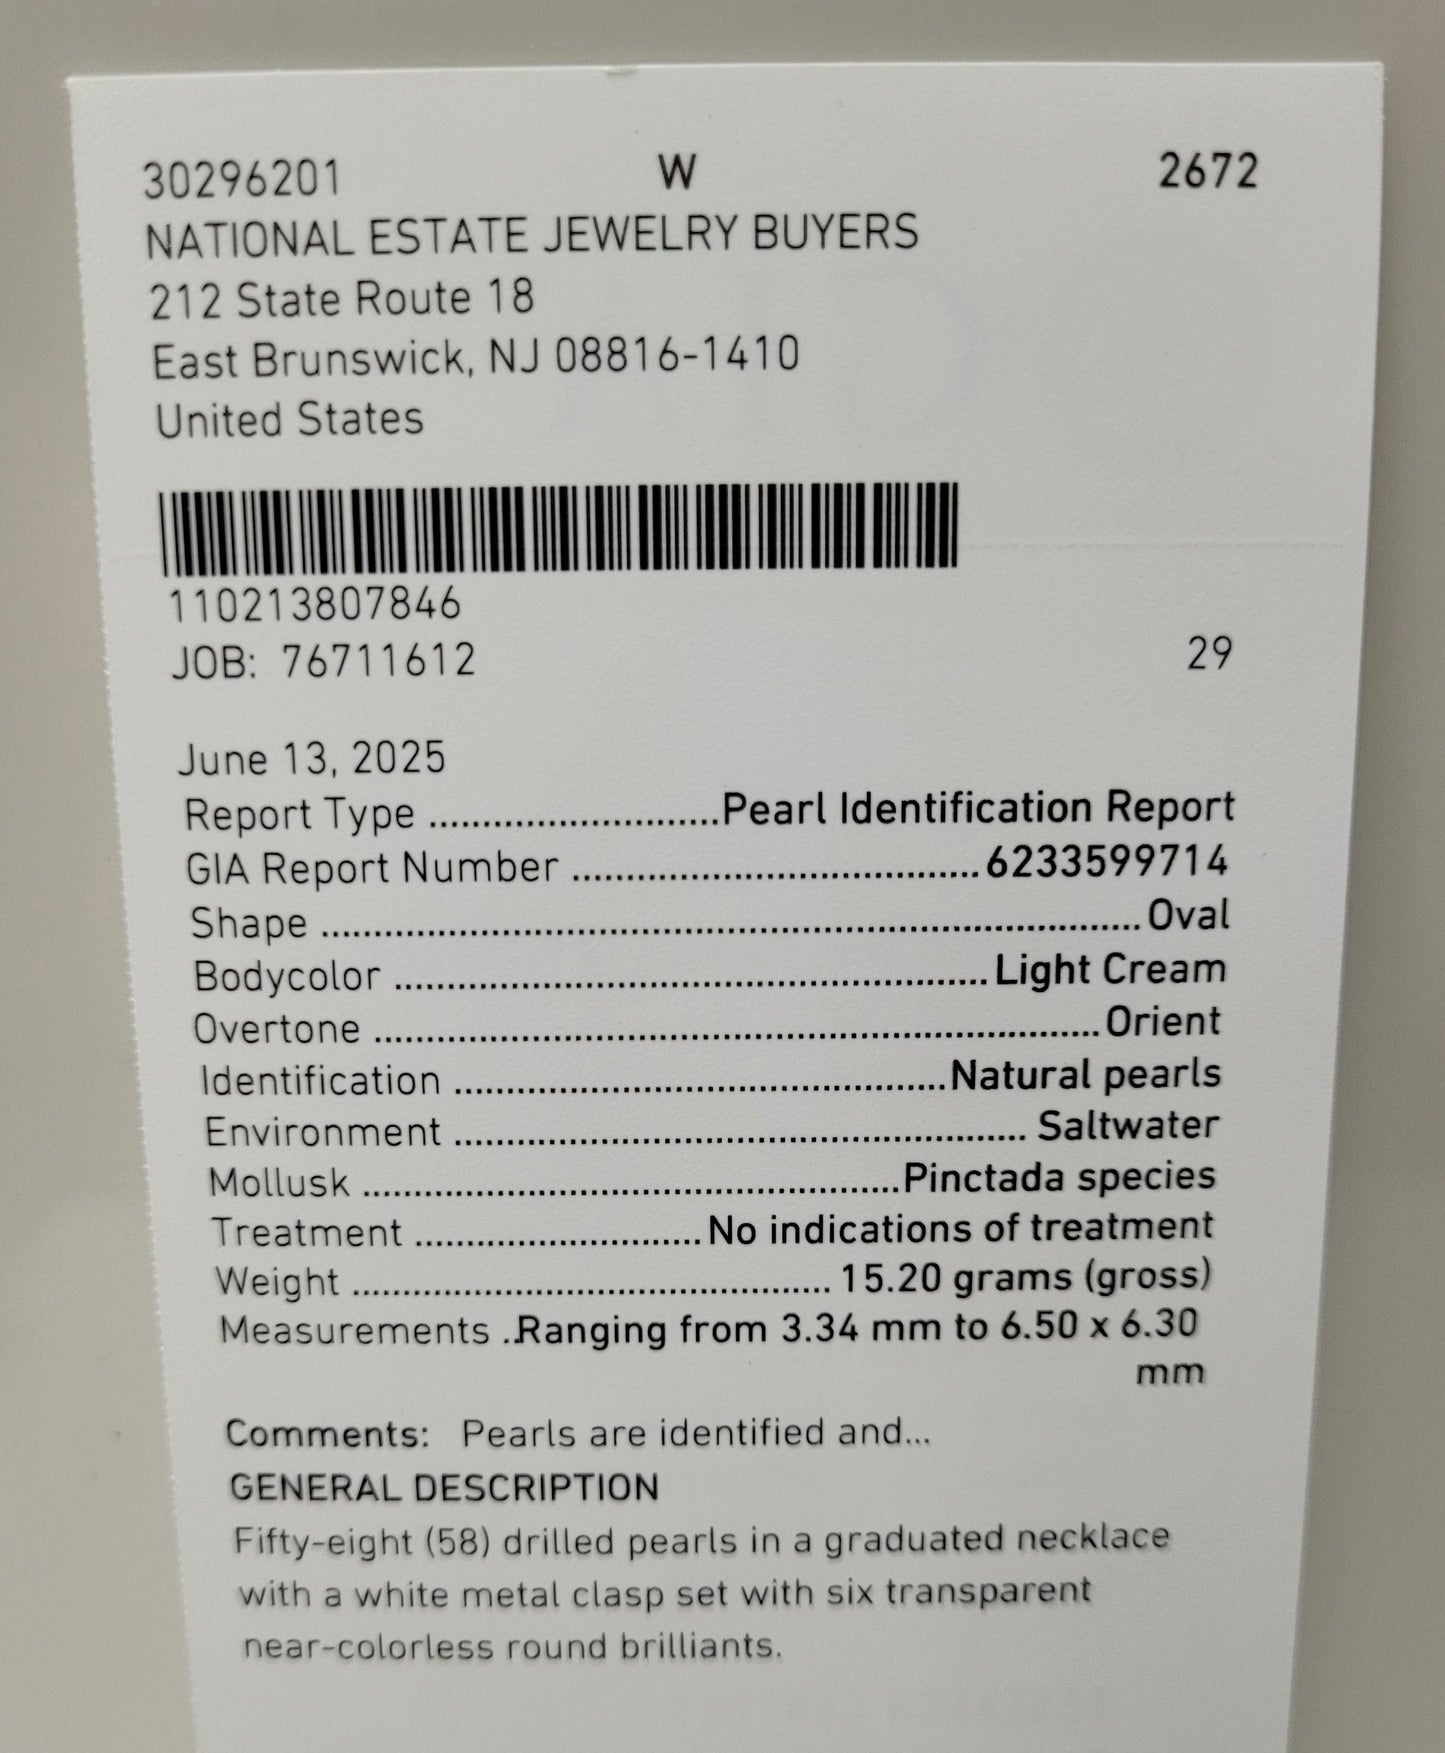 30296201 W 2672
NATIONAL ESTATE JEWELRY BUYERS
212 State Route 18
East Brunswick, NJ 08816-1410
United States
110213807846
JOB: 76711612 29
June 13, 2025
Report Type ...........................Pearl Identification Report
GIA Report Number ......................................6233599714
Shape ............................................................................Oval
Bodycolor .......................................................Light Cream
Overtone ...................................................................Orient
Identification ..............................................Natural pearls
Environment ..................................................... Saltwater
Mollusk ..................................................Pinctada species
Treatment ...........................No indications of treatment
Weight ............................................. 15.20 grams (gross)
Measurements ..Ranging from 3.34 mm to 6.50 x 6.30
mm
Comments: Pearls are identified and...
GENERAL DESCRIPTION
Fifty-eight (58) drilled pearls in a graduated necklace
with a white metal clasp set with six transparent
near-colorless round brilliants.